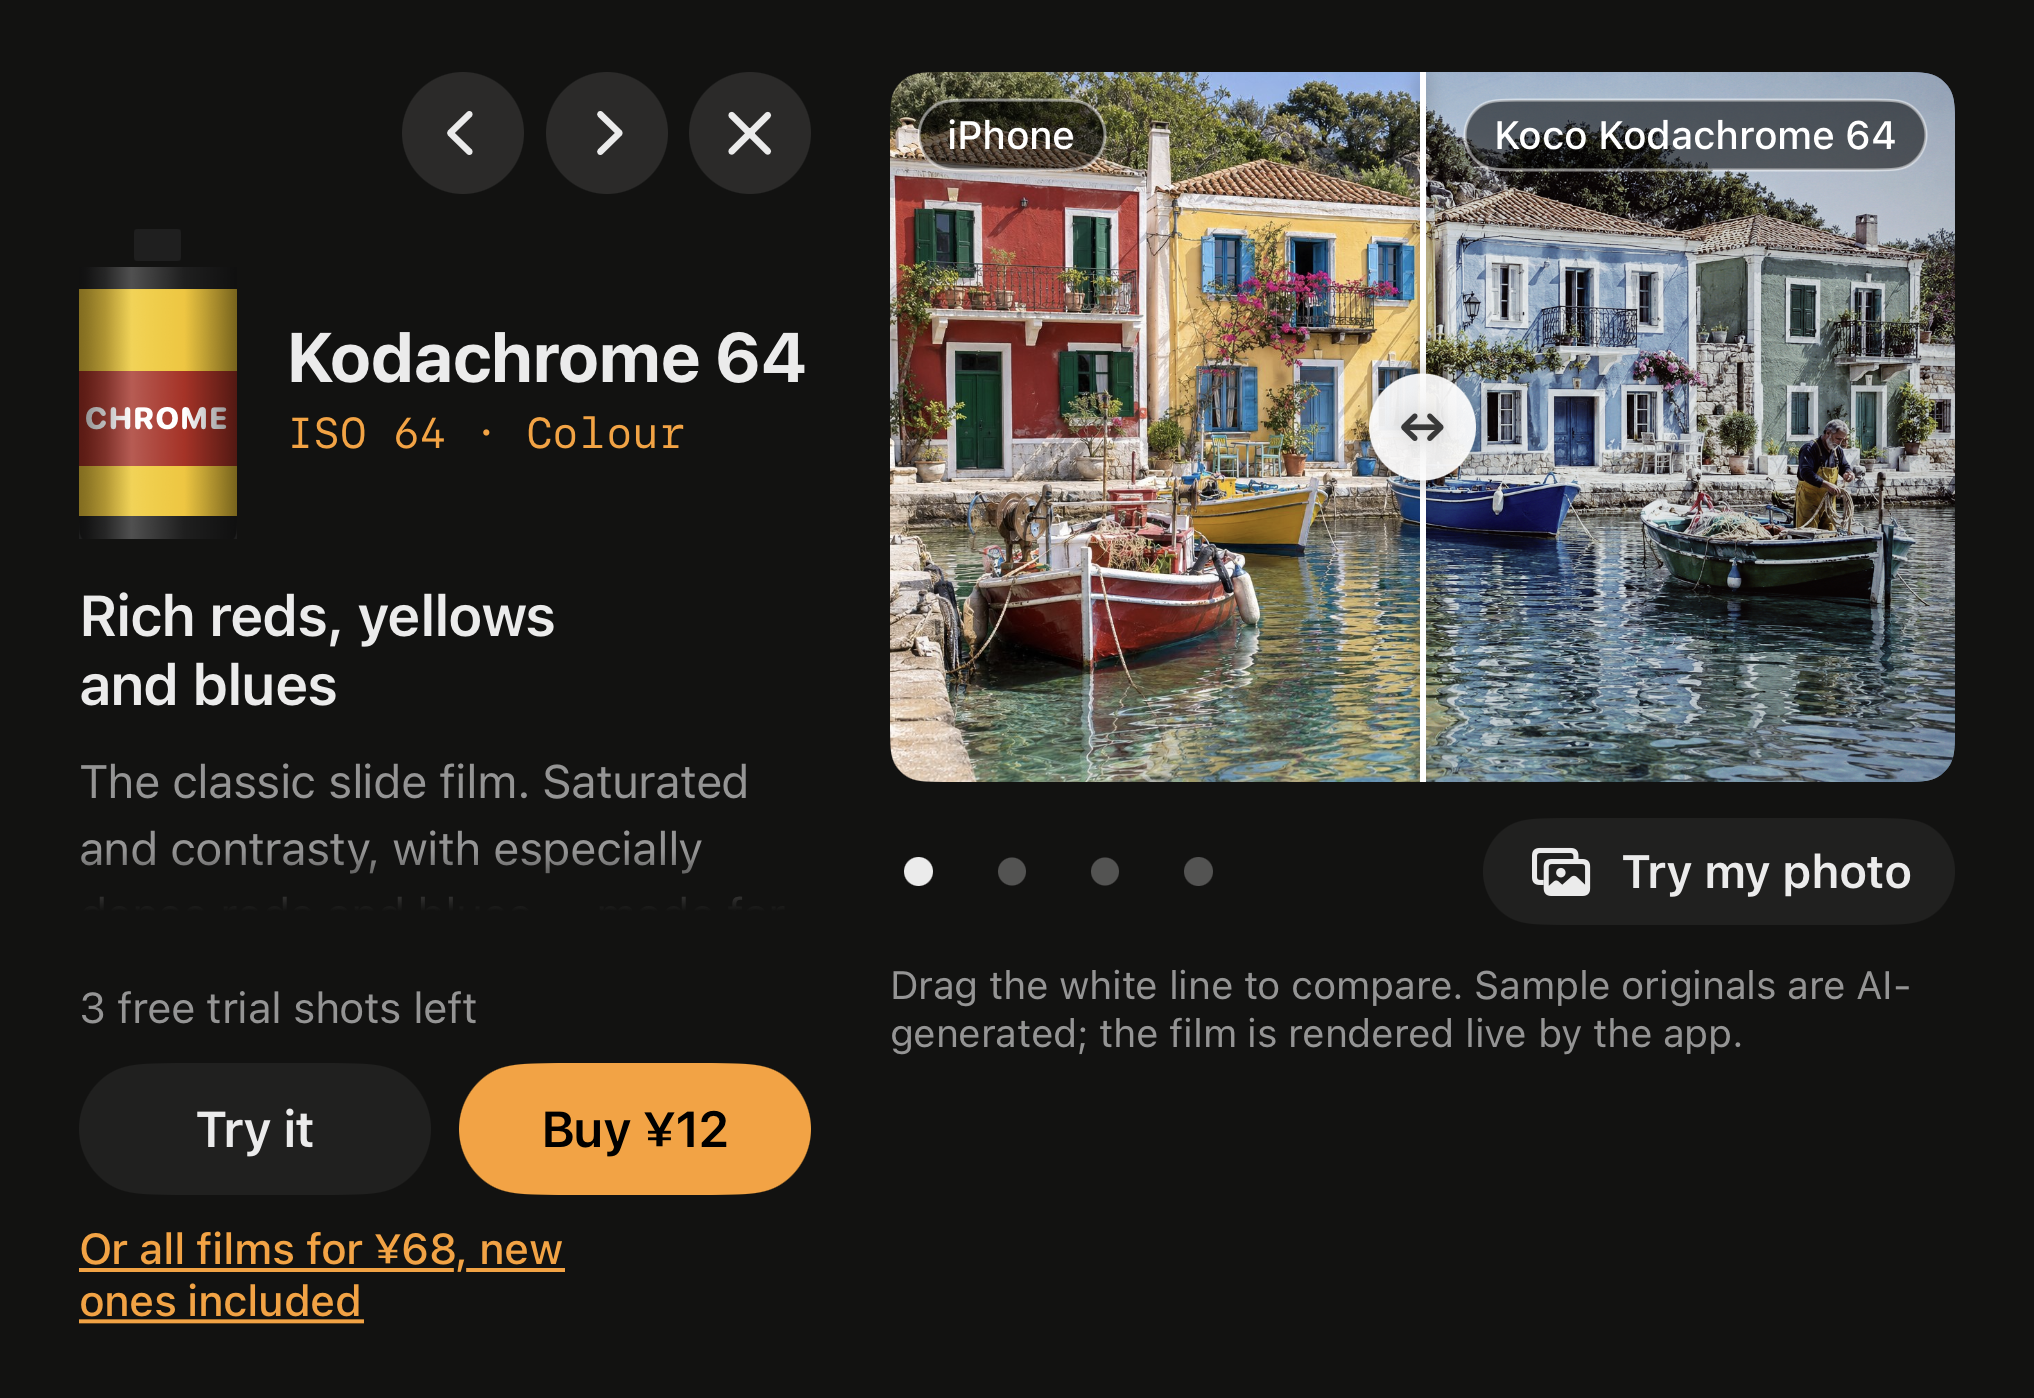 CHROME
Kodachrome 64
ISO 64 · Colour
Rich reds, yellows
and blues
The classic slide film. Saturated
and contrasty, with especially
3 free trial shots left
Try it
Buy ¥12
Or all films for ¥68, new
ones included
iPhone
Koco Kodachrome 64
Try my photo
Drag the white line to compare. Sample originals are AI-
generated; the film is rendered live by the app.